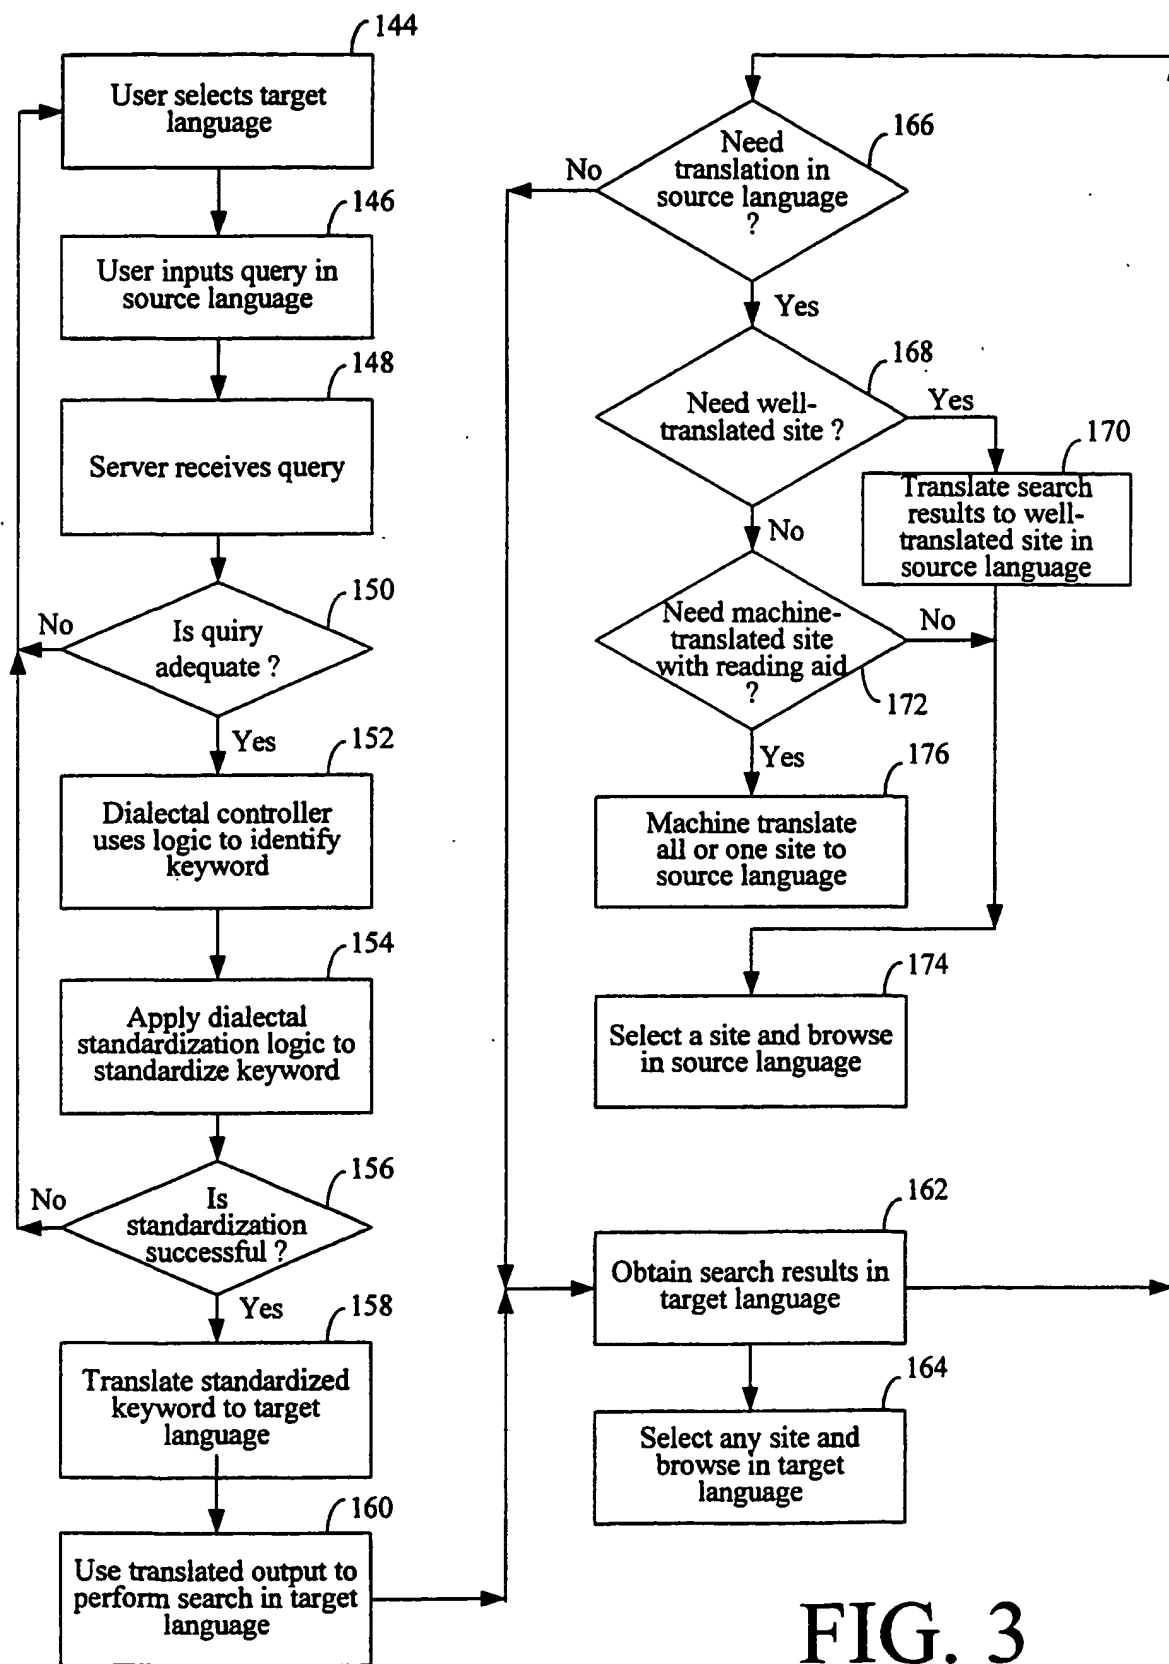 144
User selects target
language
146
User inputs query in
source language
148
Server receives query
150
Is quiry
adequate ?
No
Yes
152
Dialectal controller
uses logic to identify
keyword
154
Apply dialectal
standardization logic to
standardize keyword
156
Is
standardization
successful ?
No
Yes
158
Translate standardized
keyword to target
language
160
Use translated output to
perform search in target
language
166
Need
translation in
source language
?
No
Yes
168
Need well-
translated site ?
Yes
No
170
Translate search
results to well-
translated site in
source language
Need machine-
translated site
with reading aid
?
172
No
Yes
176
Machine translate
all or one site to
source language
174
Select a site and browse
in source language
162
Obtain search results in
target language
164
Select any site and
browse in target
language
FIG. 3